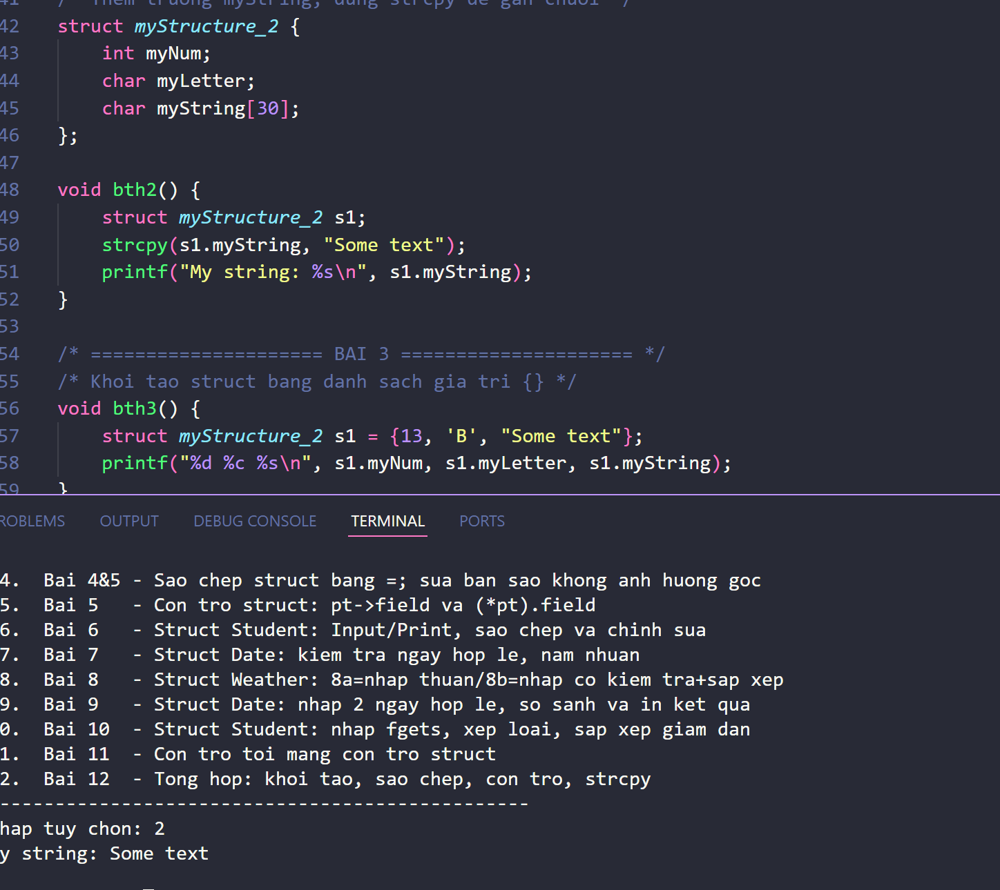 41 /* Them truong myString, dung strcpy de gan chuoi */
42 struct myStructure_2 {
43 int myNum;
44 char myLetter;
45 char myString[30];
46 };
47
48 void bth2() {
49 struct myStructure_2 s1;
50 strcpy(s1.myString, "Some text");
51 printf("My string: %s\n", s1.myString);
52 }
53
54 /* ===================== BAI 3 ===================== */
55 /* Khoi tao struct bang danh sach gia tri {} */
56 void bth3() {
57 struct myStructure_2 s1 = {13, 'B', "Some text"};
58 printf("%d %c %s\n", s1.myNum, s1.myLetter, s1.myString);
59 }
ROBLEMS OUTPUT DEBUG CONSOLE TERMINAL PORTS
4. Bai 4&5 - Sao chep struct bang =; sua ban sao khong anh huong goc
5. Bai 5 - Con tro struct: pt->field va (*pt).field
6. Bai 6 - Struct Student: Input/Print, sao chep va chinh sua
7. Bai 7 - Struct Date: kiem tra ngay hop le, nam nhuan
8. Bai 8 - Struct Weather: 8a=nhap thuan/8b=nhap co kiem tra+sap xep
9. Bai 9 - Struct Date: nhap 2 ngay hop le, so sanh va in ket qua
0. Bai 10 - Struct Student: nhap fgets, xep loai, sap xep giam dan
1. Bai 11 - Con tro toi mang con tro struct
2. Bai 12 - Tong hop: khoi tao, sao chep, con tro, strcpy
------------------------------------------------
hap tuy chon: 2
y string: Some text